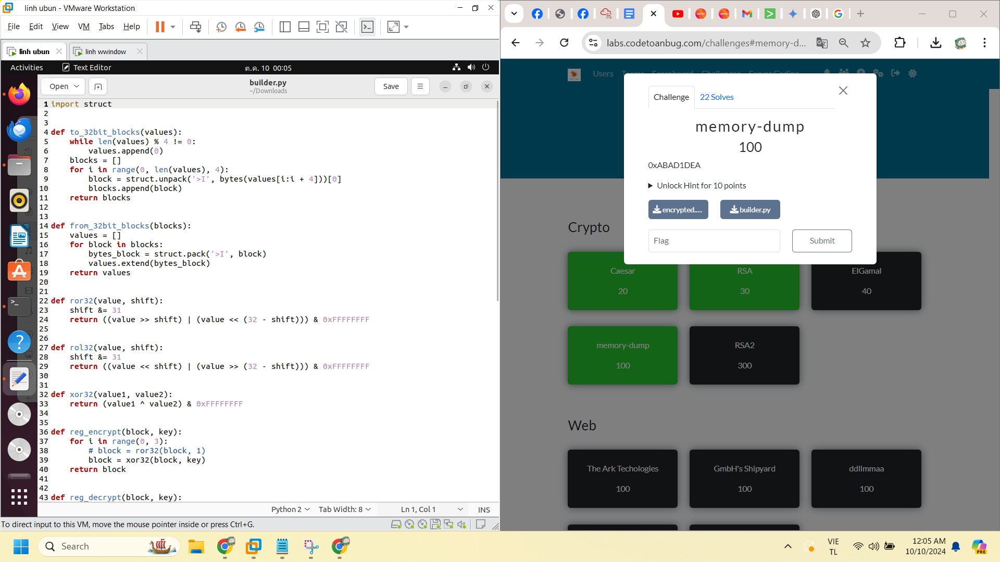 linh ubun - VMware Workstation
File Edit View VM Tabs Help
linh ubun
linh wwindow
Activities
Text Editor
ต.ค. 10 00:05
Open
builder.py
~/Downloads
Save
1 import struct
2
3
4 def to_32bit_blocks(values):
5     while len(values) % 4 != 0:
6         values.append(0)
7     blocks = []
8     for i in range(0, len(values), 4):
9         block = struct.unpack('>I', bytes(values[i:i + 4]))[0]
10         blocks.append(block)
11     return blocks
12
13
14 def from_32bit_blocks(blocks):
15     values = []
16     for block in blocks:
17         bytes_block = struct.pack('>I', block)
18         values.extend(bytes_block)
19     return values
20
21
22 def ror32(value, shift):
23     shift &= 31
24     return ((value >> shift) | (value << (32 - shift))) & 0xFFFFFFFF
25
26
27 def rol32(value, shift):
28     shift &= 31
29     return ((value << shift) | (value >> (32 - shift))) & 0xFFFFFFFF
30
31
32 def xor32(value1, value2):
33     return (value1 ^ value2) & 0xFFFFFFFF
34
35
36 def reg_encrypt(block, key):
37     for i in range(0, 3):
38         # block = ror32(block, 1)
39         block = xor32(block, key)
40     return block
41
42
43 def reg_decrypt(block, key):
Python 2
Tab Width: 8
Ln 1, Col 1
INS
To direct input to this VM, move the mouse pointer inside or press Ctrl+G.
labs.codetoanbug.com/challenges#memory-d...
Users Teams Scoreboard Challenges Server Coding
Challenge
22 Solves
memory-dump
100
0xABAD1DEA
Unlock Hint for 10 points
encrypted....
builder.py
Flag
Submit
Crypto
Caesar
20
RSA
30
ElGamal
40
memory-dump
100
RSA2
300
Web
The Ark Techologies
100
GmbH's Shipyard
100
ddllmmaa
100
Search
VIE
TL
12:05 AM
10/10/2024
PRE